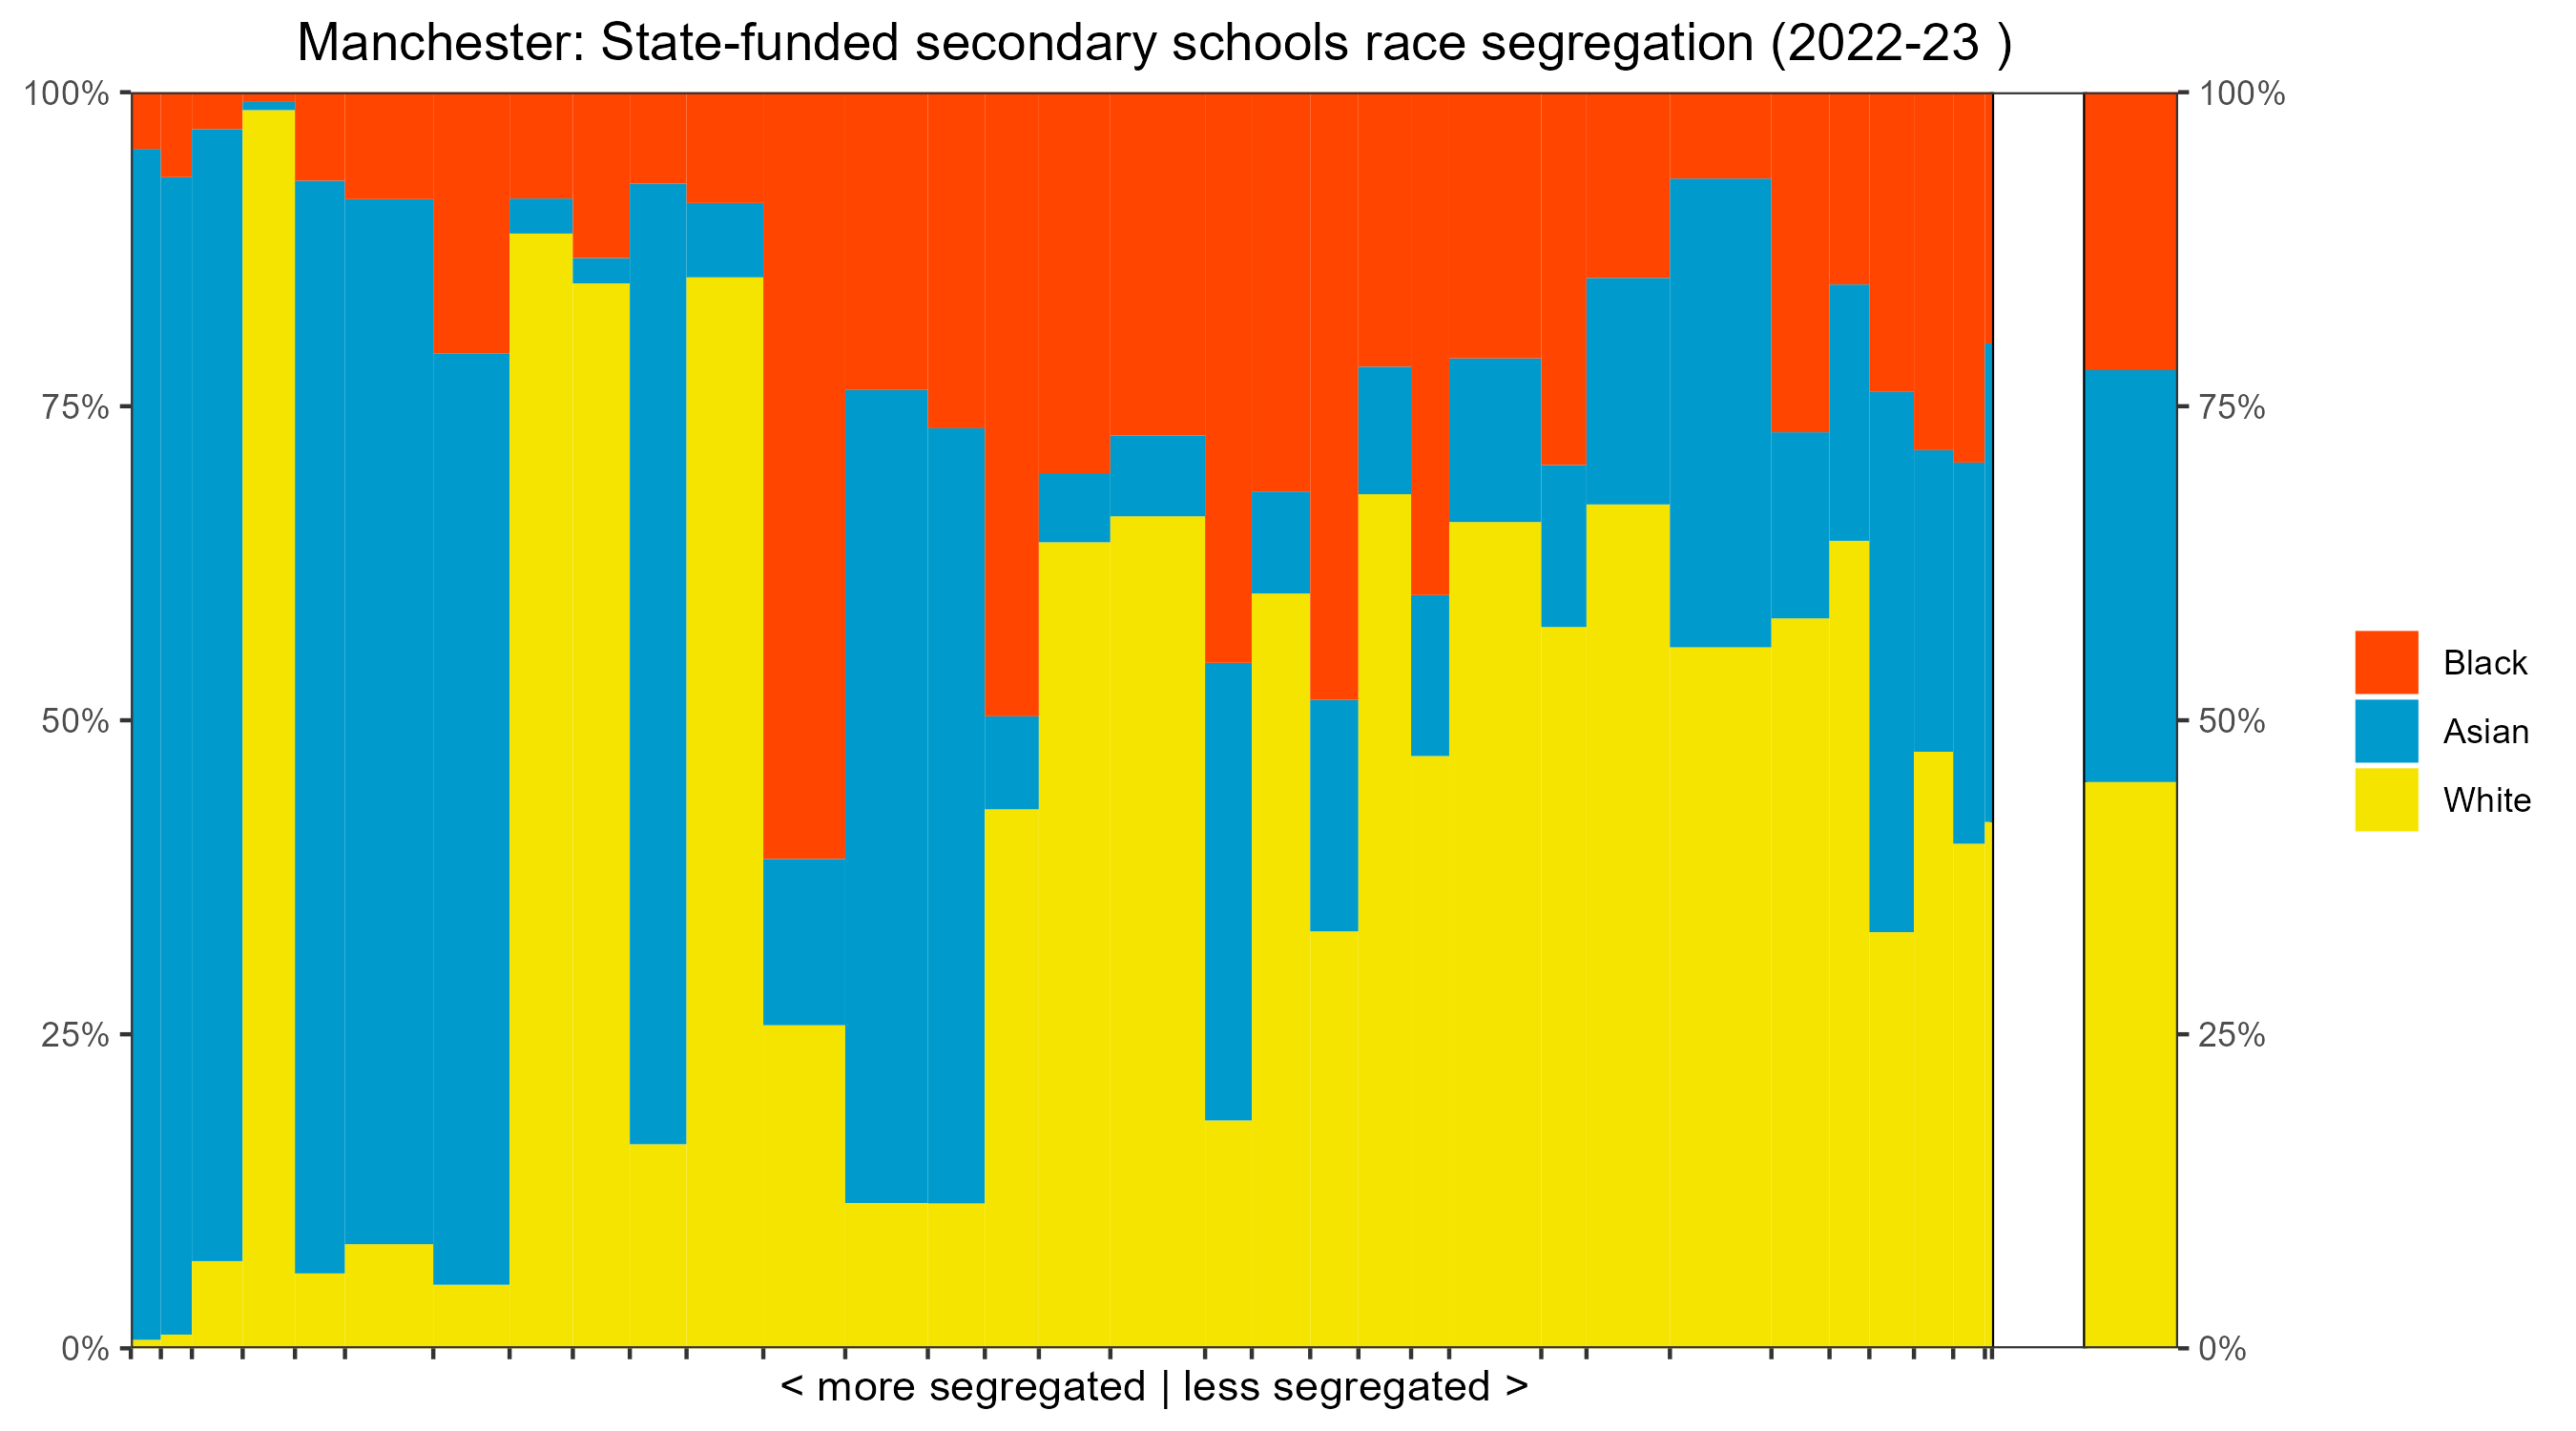 Manchester: State-funded secondary schools race segregation (2022-23 )
100%
75%
50%
25%
0%
100%
75%
50%
25%
0%
Black
Asian
White
< more segregated | less segregated >